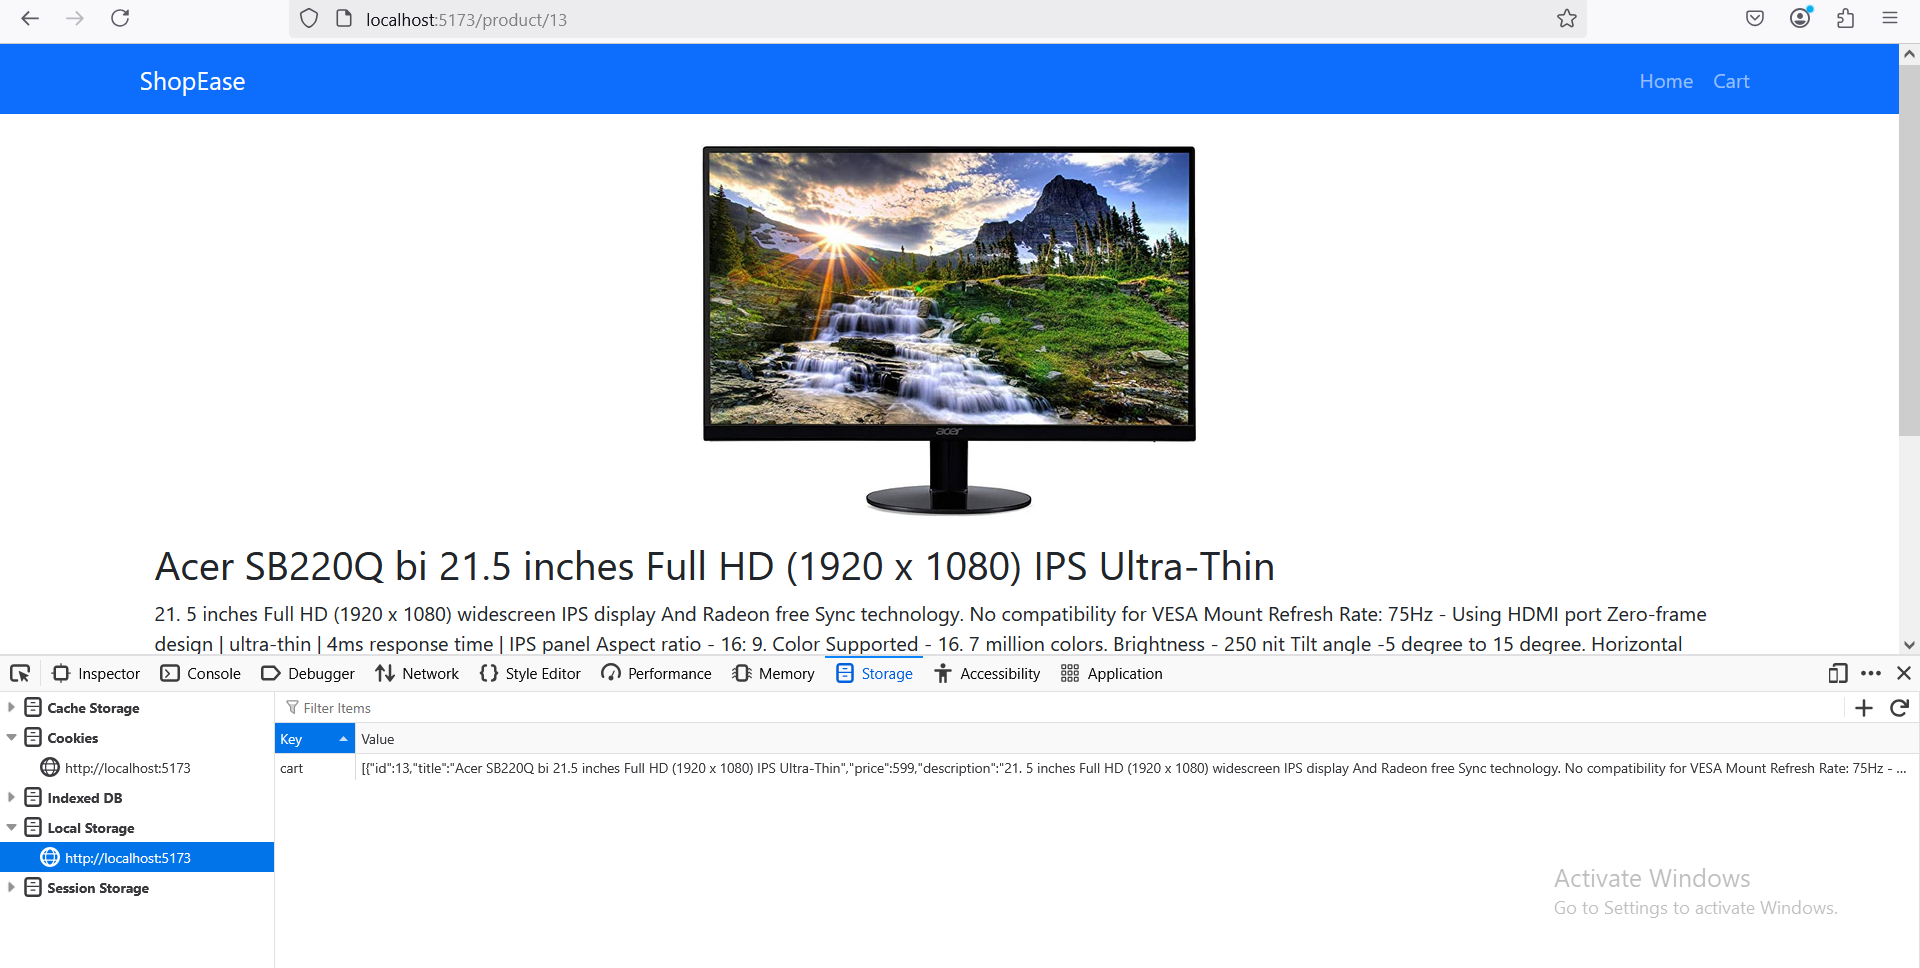 localhost:5173/product/13
ShopEase
Home
Cart
acer
Acer SB220Q bi 21.5 inches Full HD (1920 x 1080) IPS Ultra-Thin
21. 5 inches Full HD (1920 x 1080) widescreen IPS display And Radeon free Sync technology. No compatibility for VESA Mount Refresh Rate: 75Hz - Using HDMI port Zero-frame
design | ultra-thin | 4ms response time | IPS panel Aspect ratio - 16: 9. Color Supported - 16. 7 million colors. Brightness - 250 nit Tilt angle -5 degree to 15 degree. Horizontal
Inspector Console Debugger Network {} Style Editor Performance Memory Storage Accessibility Application
Cache Storage
Cookies
http://localhost:5173
Indexed DB
Local Storage
http://localhost:5173
Session Storage
Filter Items
Key Value
cart [{"id":13,"title":"Acer SB220Q bi 21.5 inches Full HD (1920 x 1080) IPS Ultra-Thin","price":599,"description":"21. 5 inches Full HD (1920 x 1080) widescreen IPS display And Radeon free Sync technology. No compatibility for VESA Mount Refresh Rate: 75Hz - ...
Activate Windows
Go to Settings to activate Windows.